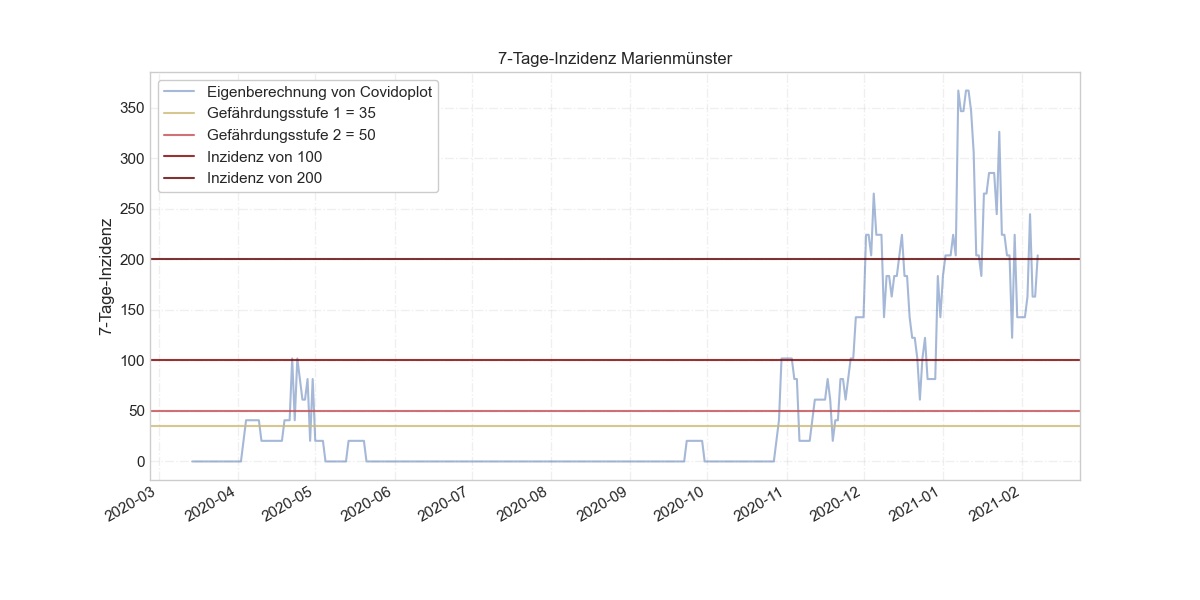 7-Tage-Inzidenz Marienmünster
Eigenberechnung von Covidoplot
Gefährdungsstufe 1 = 35
Gefährdungsstufe 2 = 50
Inzidenz von 100
Inzidenz von 200
7-Tage-Inzidenz
350
300
250
200
150
100
50
0
2020-03
2020-04
2020-05
2020-06
2020-07
2020-08
2020-09
2020-10
2020-11
2020-12
2021-01
2021-02